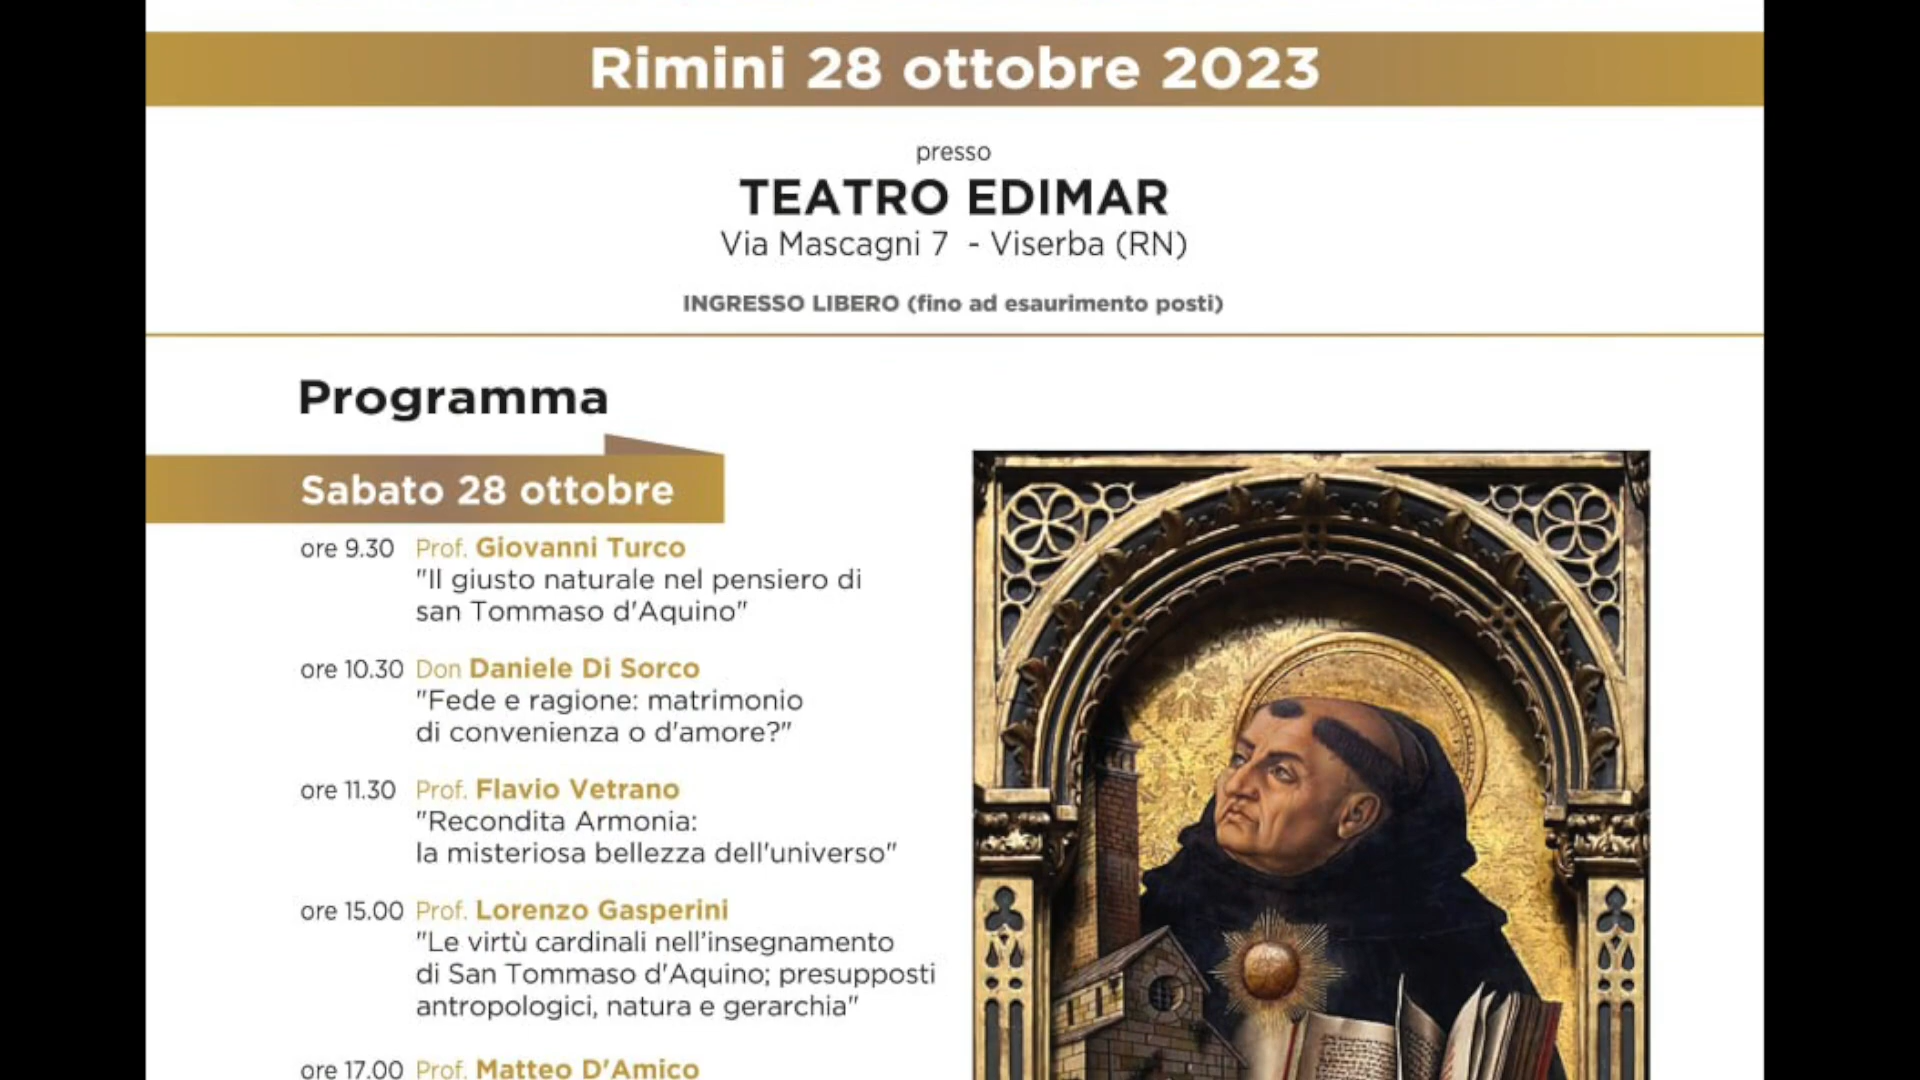 Rimini 28 ottobre 2023
presso
TEATRO EDIMAR
Via Mascagni 7 - Viserba (RN)
INGRESSO LIBERO (fino ad esaurimento posti)
Programma
Sabato 28 ottobre
ore 9.30 Prof. Giovanni Turco
"Il giusto naturale nel pensiero di
san Tommaso d'Aquino"
ore 10.30 Don Daniele Di Sorco
"Fede e ragione: matrimonio
di convenienza o d'amore?"
ore 11.30 Prof. Flavio Vetrano
"Recondita Armonia:
la misteriosa bellezza dell'universo"
ore 15.00 Prof. Lorenzo Gasperini
"Le virtù cardinali nell’insegnamento
di San Tommaso d'Aquino; presupposti
antropologici, natura e gerarchia"
ore 17.00 Prof. Matteo D'Amico